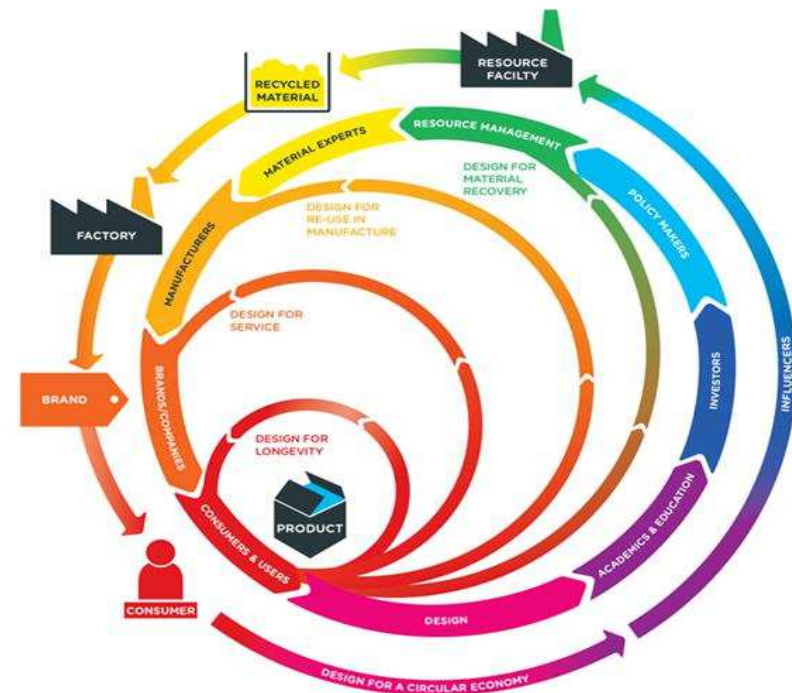 RESOURCE
FACILTY
RECYCLED
MATERIAL
RESOURCE MANAGEMENT
MATERIAL EXPERTS
DESIGN FOR
MATERIAL
RECOVERY
POLICY MAKERS
DESIGN FOR
RE-USE IN
MANUFACTURE
FACTORY
MANUFACTURERS
DESIGN FOR
SERVICE
INVESTORS
INFLUENCERS
BRAND
BRANDS/COMPANIES
DESIGN FOR
LONGEVITY
PRODUCT
ACADEMICS & EDUCATION
CONSUMERS & USERS
CONSUMER
DESIGN
DESIGN FOR A CIRCULAR ECONOMY